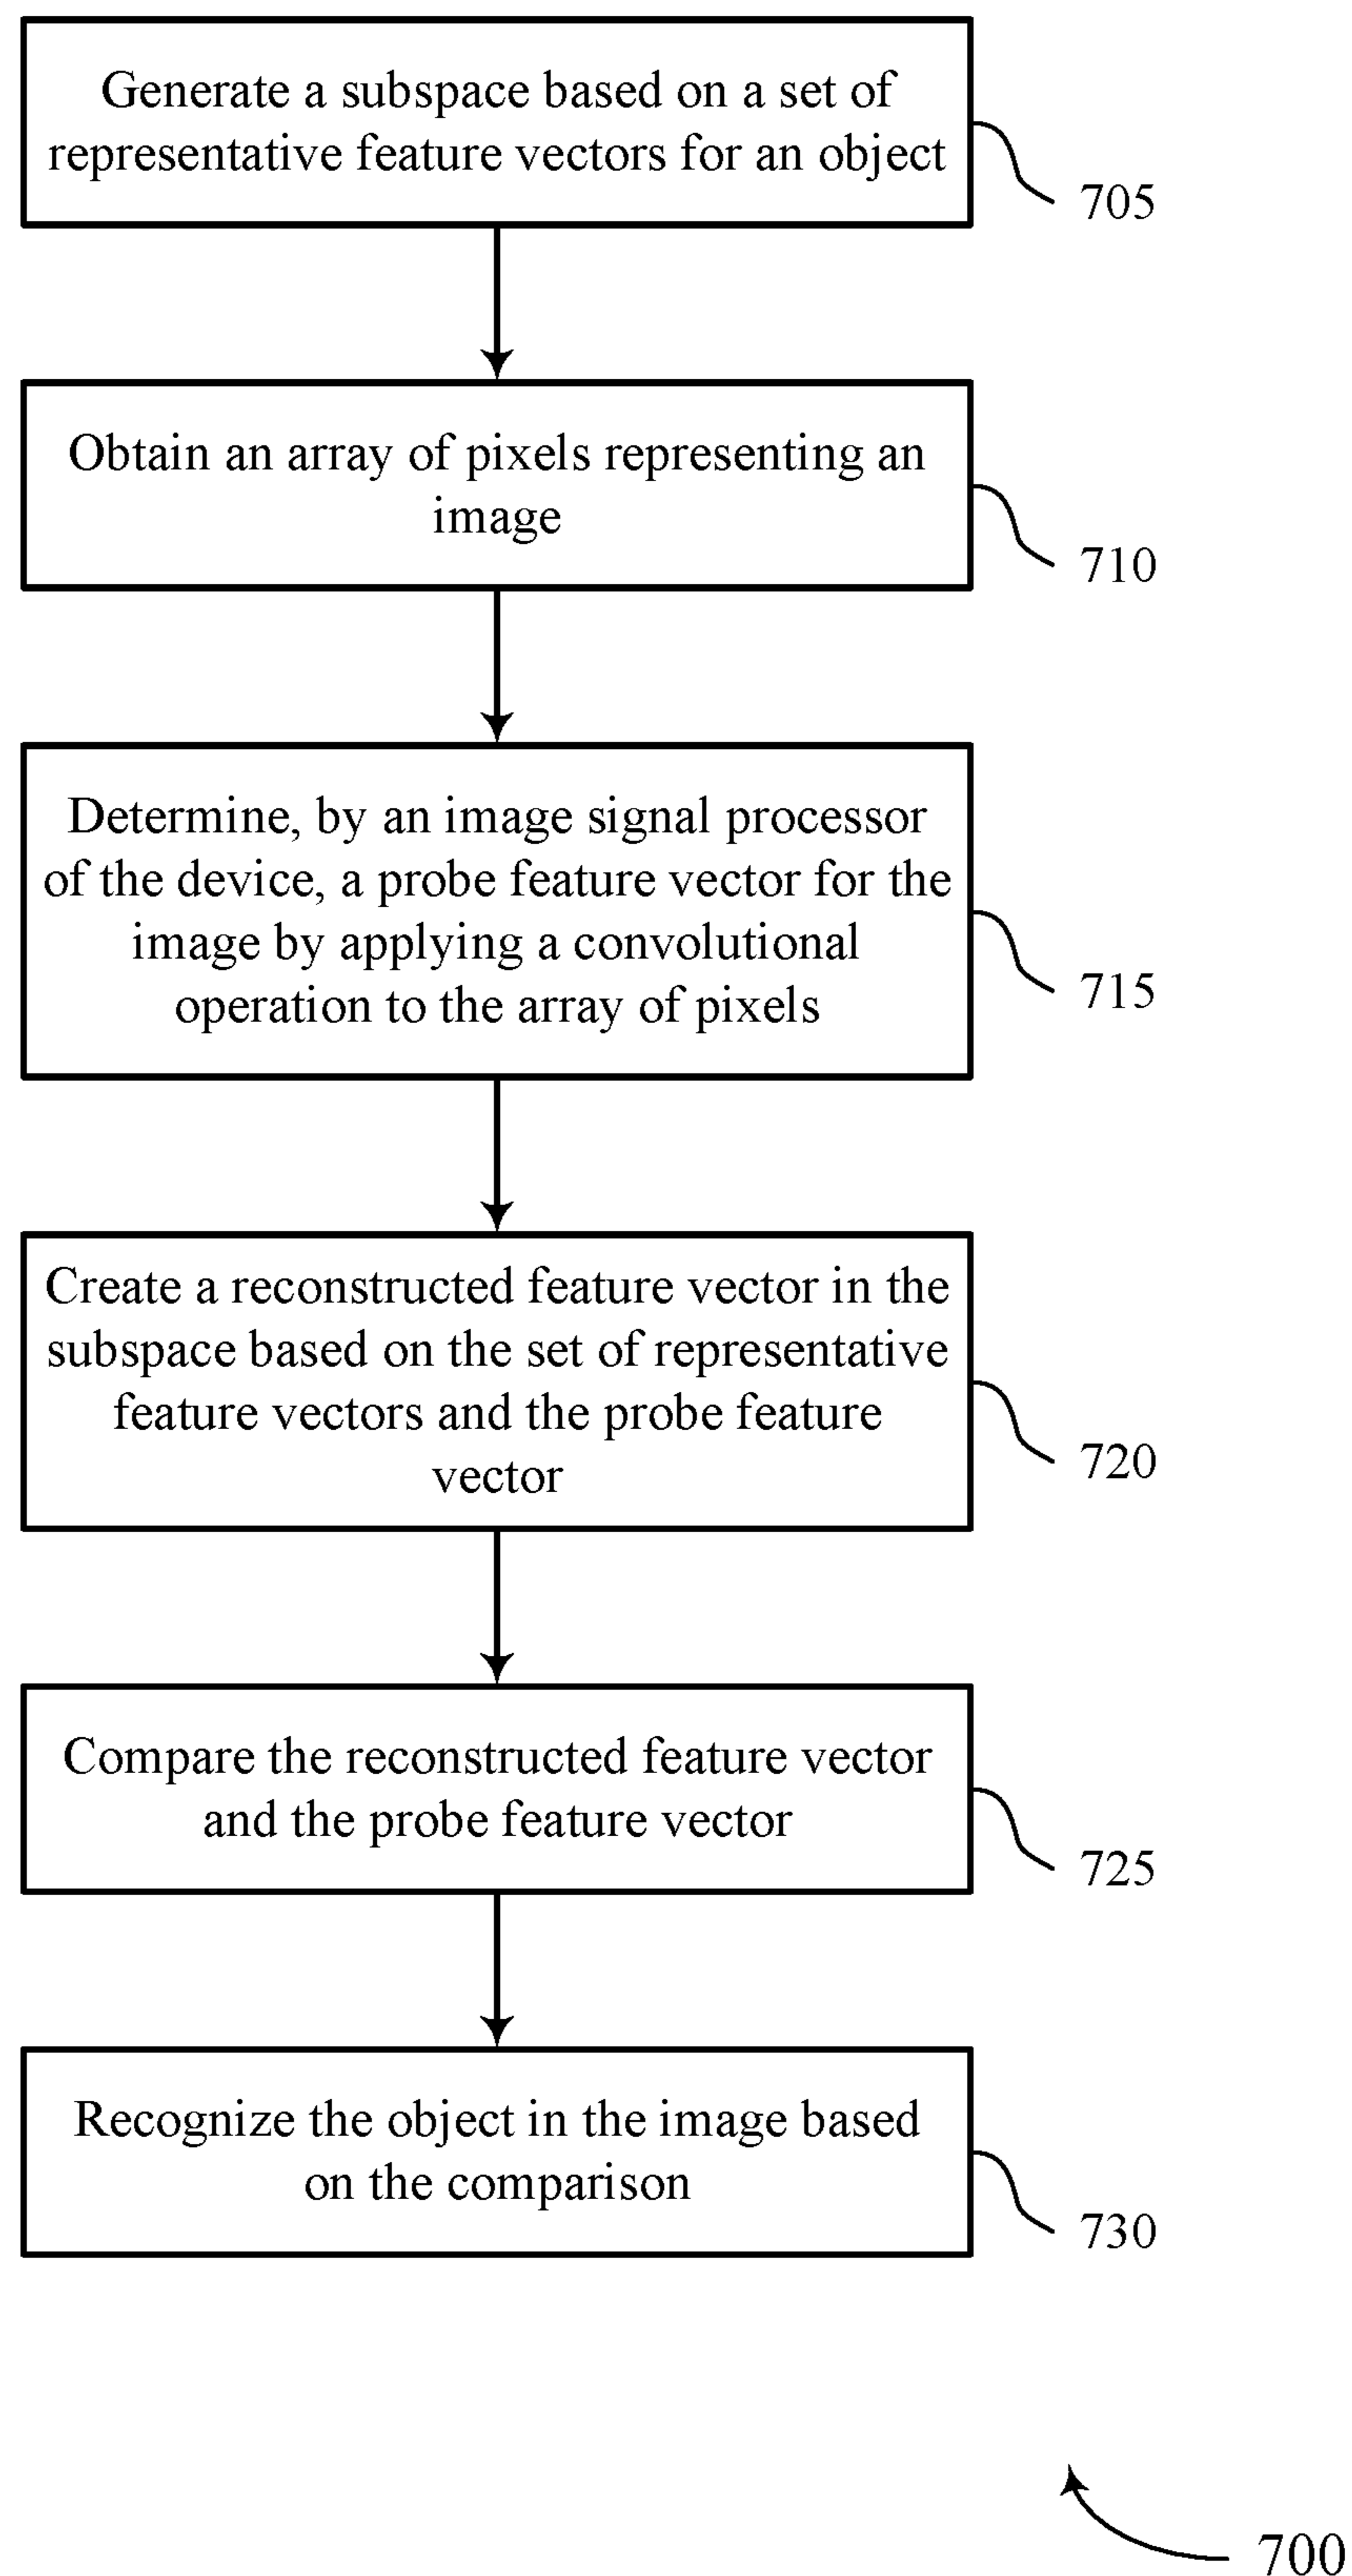 Generate a subspace based on a set of
representative feature vectors for an object
705
Obtain an array of pixels representing an
image
710
Determine, by an image signal processor
of the device, a probe feature vector for the
image by applying a convolutional
operation to the array of pixels
715
Create a reconstructed feature vector in the
subspace based on the set of representative
feature vectors and the probe feature
vector
720
Compare the reconstructed feature vector
and the probe feature vector
725
Recognize the object in the image based
on the comparison
730
700